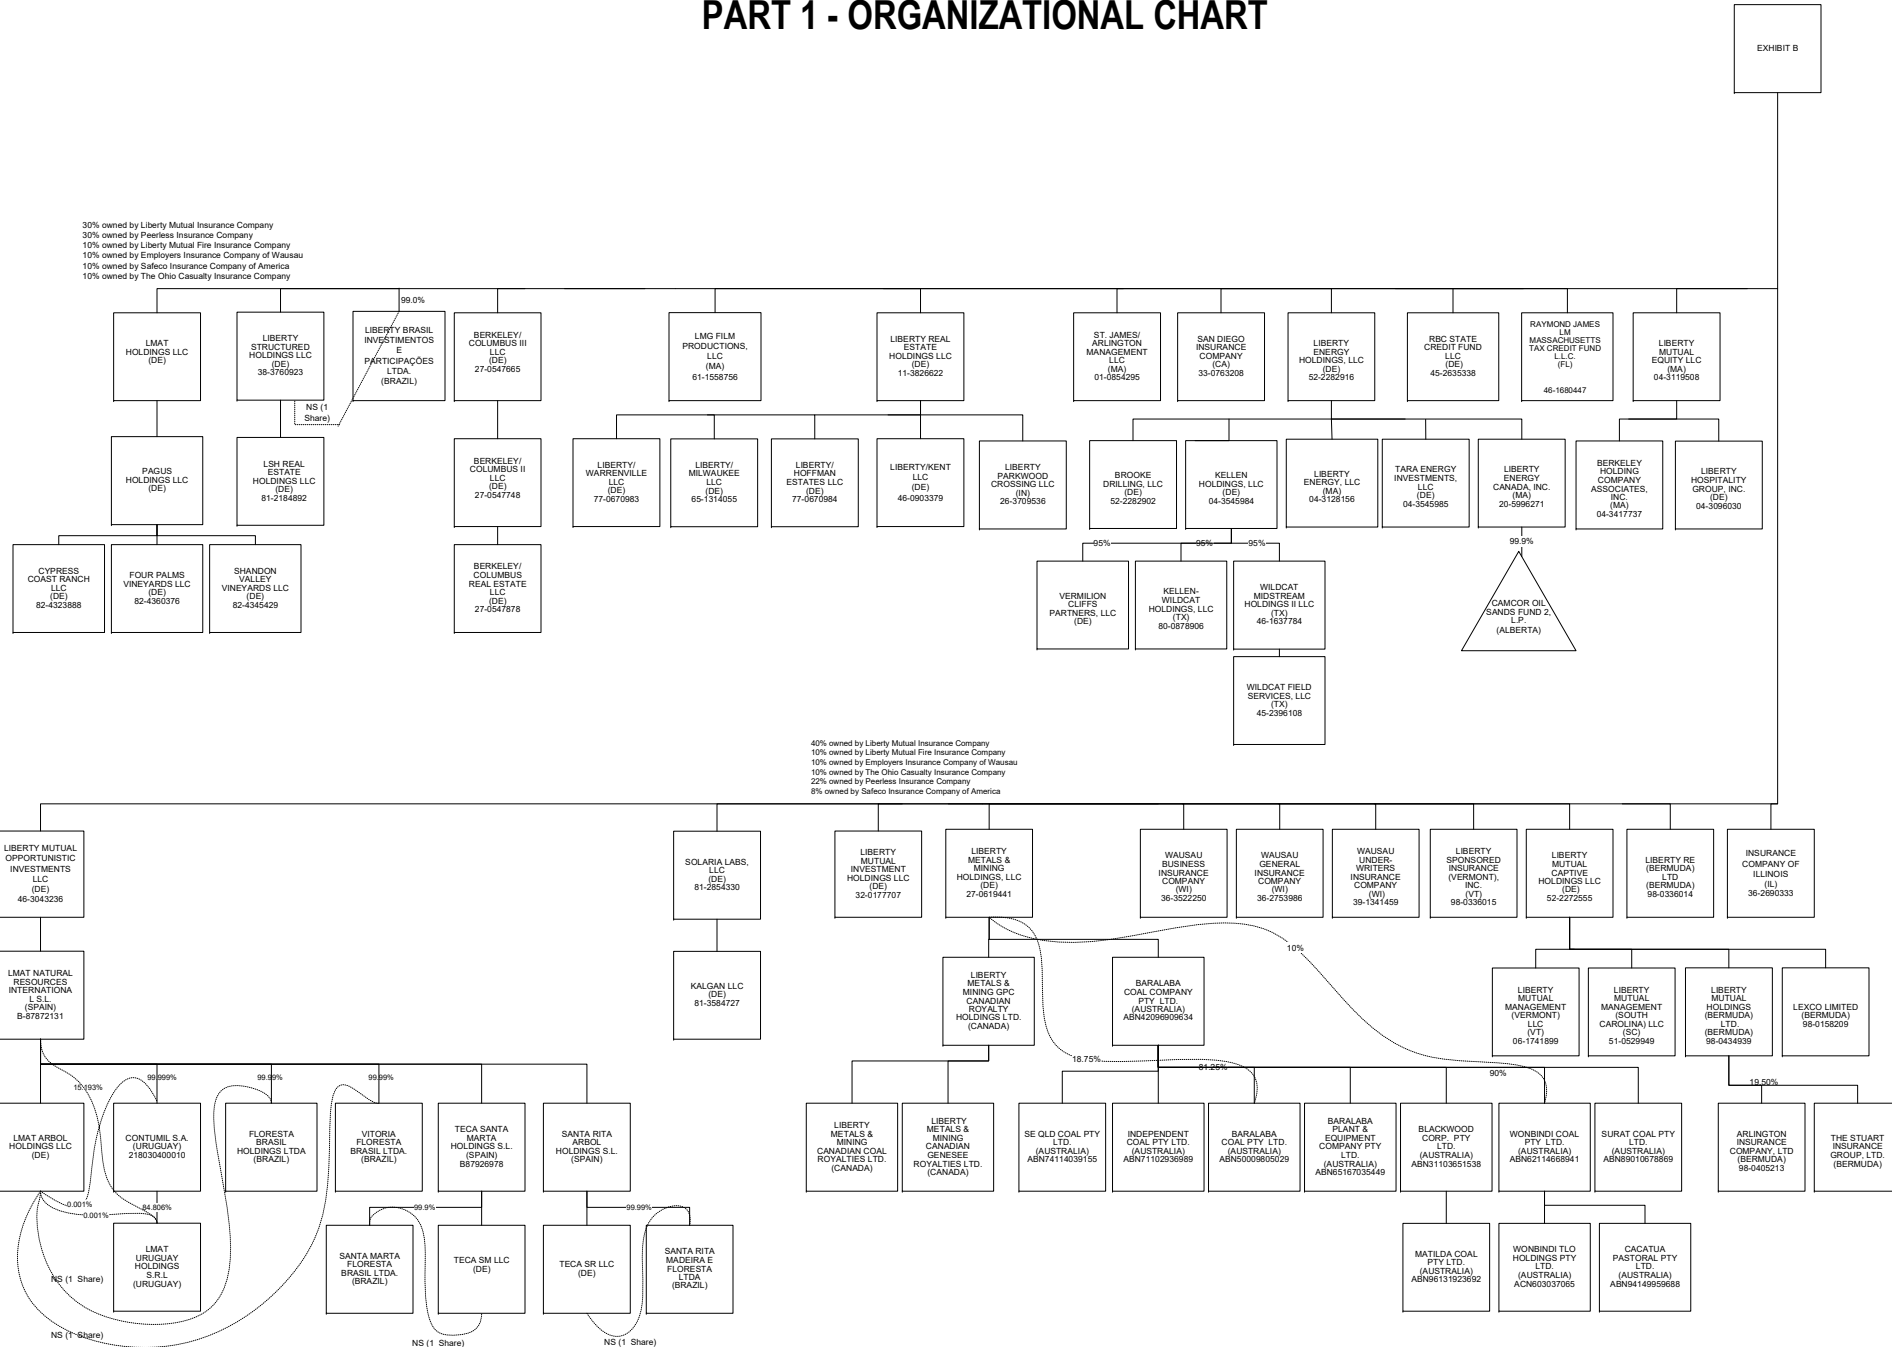 PART 1 - ORGANIZATIONAL CHART
EXHIBIT B
30% owned by Liberty Mutual Insurance Company
30% owned by Peerless Insurance Company
10% owned by Liberty Mutual Fire Insurance Company
10% owned by Employers Insurance Company of Wausau
10% owned by Safeco Insurance Company of America
10% owned by The Ohio Casualty Insurance Company
99.0%
LMAT
HOLDINGS LLC
(DE)
LIBERTY
STRUCTURED
HOLDINGS LLC
(DE)
38-3760923
LIBERTY BRASIL
INVESTIMENTOS
E
PARTICIPAÇÕES
LTDA.
(BRAZIL)
BERKELEY/
COLUMBUS III
LLC
(DE)
27-0547665
LMG FILM
PRODUCTIONS,
LLC
(MA)
61-1558756
LIBERTY REAL
ESTATE
HOLDINGS LLC
(DE)
11-3826622
ST. JAMES/
ARLINGTON
MANAGEMENT
LLC
(MA)
01-0854295
SAN DIEGO
INSURANCE
COMPANY
(CA)
33-0763208
LIBERTY
ENERGY
HOLDINGS, LLC
(DE)
52-2282916
RBC STATE
CREDIT FUND
LLC
(DE)
45-2635338
RAYMOND JAMES
LM
MASSACHUSETTS
TAX CREDIT FUND
L.L.C.
(FL)
46-1680447
LIBERTY
MUTUAL
EQUITY LLC
(MA)
04-3119508
NS (1
Share)
PAGUS
HOLDINGS LLC
(DE)
LSH REAL
ESTATE
HOLDINGS LLC
(DE)
81-2184892
BERKELEY/
COLUMBUS II
LLC
(DE)
27-0547748
LIBERTY/
WARRENVILLE
LLC
(DE)
77-0670983
LIBERTY/
MILWAUKEE
LLC
(DE)
65-1314055
LIBERTY/
HOFFMAN
ESTATES LLC
(DE)
77-0670984
LIBERTY/KENT
LLC
(DE)
46-0903379
LIBERTY
PARKWOOD
CROSSING LLC
(IN)
26-3709536
BROOKE
DRILLING, LLC
(DE)
52-2282902
KELLEN
HOLDINGS, LLC
(DE)
04-3545984
LIBERTY
ENERGY, LLC
(MA)
04-3128156
TARA ENERGY
INVESTMENTS,
LLC
(DE)
04-3545985
LIBERTY
ENERGY
CANADA, INC.
(MA)
20-5996271
BERKELEY
HOLDING
COMPANY
ASSOCIATES,
INC.
(MA)
04-3417737
LIBERTY
HOSPITALITY
GROUP, INC.
(DE)
04-3096030
95%
95%
95%
99.9%
CYPRESS
COAST RANCH
LLC
(DE)
82-4323888
FOUR PALMS
VINEYARDS LLC
(DE)
82-4360376
SHANDON
VALLEY
VINEYARDS LLC
(DE)
82-4345429
BERKELEY/
COLUMBUS
REAL ESTATE
LLC
(DE)
27-0547878
VERMILION
CLIFFS
PARTNERS, LLC
(DE)
KELLEN-
WILDCAT
HOLDINGS, LLC
(TX)
80-0878906
WILDCAT
MIDSTREAM
HOLDINGS II LLC
(TX)
46-1637784
CAMCOR OIL
SANDS FUND 2,
L.P.
(ALBERTA)
WILDCAT FIELD
SERVICES, LLC
(TX)
45-2396108
40% owned by Liberty Mutual Insurance Company
10% owned by Liberty Mutual Fire Insurance Company
10% owned by Employers Insurance Company of Wausau
10% owned by The Ohio Casualty Insurance Company
22% owned by Peerless Insurance Company
8% owned by Safeco Insurance Company of America
LIBERTY MUTUAL
OPPORTUNISTIC
INVESTMENTS
LLC
(DE)
46-3043236
SOLARIA LABS,
LLC
(DE)
81-2854330
LIBERTY
MUTUAL
INVESTMENT
HOLDINGS LLC
(DE)
32-0177707
LIBERTY
METALS &
MINING
HOLDINGS, LLC
(DE)
27-0619441
WAUSAU
BUSINESS
INSURANCE
COMPANY
(WI)
36-3522250
WAUSAU
GENERAL
INSURANCE
COMPANY
(WI)
36-2753986
WAUSAU
UNDER-
WRITERS
INSURANCE
COMPANY
(WI)
39-1341459
LIBERTY
SPONSORED
INSURANCE
(VERMONT),
INC.
(VT)
98-0336015
LIBERTY
MUTUAL
CAPTIVE
HOLDINGS LLC
(DE)
52-2272555
LIBERTY RE
(BERMUDA)
LTD
(BERMUDA)
98-0336014
INSURANCE
COMPANY OF
ILLINOIS
(IL)
36-2690333
10%
LMAT NATURAL
RESOURCES
INTERNATIONA
L S.L.
(SPAIN)
B-87872131
KALGAN LLC
(DE)
81-3584727
LIBERTY
METALS &
MINING GPC
CANADIAN
ROYALTY
HOLDINGS LTD.
(CANADA)
BARALABA
COAL COMPANY
PTY  LTD.
(AUSTRALIA)
ABN42096909634
LIBERTY
MUTUAL
MANAGEMENT
(VERMONT)
LLC
(VT)
06-1741899
LIBERTY
MUTUAL
MANAGEMENT
(SOUTH
CAROLINA) LLC
(SC)
51-0529949
LIBERTY
MUTUAL
HOLDINGS
(BERMUDA)
LTD.
(BERMUDA)
98-0434939
LEXCO LIMITED
(BERMUDA)
98-0158209
15.193%
99.999%
99.99%
99.99%
18.75%
81.25%
90%
19.50%
LMAT ARBOL
HOLDINGS LLC
(DE)
CONTUMIL S.A.
(URUGUAY)
218030400010
FLORESTA
BRASIL
HOLDINGS LTDA
(BRAZIL)
VITORIA
FLORESTA
BRASIL LTDA.
(BRAZIL)
TECA SANTA
MARTA
HOLDINGS S.L.
(SPAIN)
B87926978
SANTA RITA
ARBOL
HOLDINGS S.L.
(SPAIN)
LIBERTY
METALS &
MINING
CANADIAN COAL
ROYALTIES LTD.
(CANADA)
LIBERTY
METALS &
MINING
CANADIAN
GENESEE
ROYALTIES LTD.
(CANADA)
SE QLD COAL PTY
LTD.
(AUSTRALIA)
ABN74114039155
INDEPENDENT
COAL PTY LTD.
(AUSTRALIA)
ABN71102936989
BARALABA
COAL PTY  LTD.
(AUSTRALIA)
ABN50009805029
BARALABA
PLANT &
EQUIPMENT
COMPANY PTY
LTD.
(AUSTRALIA)
ABN65167035449
BLACKWOOD
CORP.  PTY
LTD.
(AUSTRALIA)
ABN31103651538
WONBINDI COAL
PTY  LTD.
(AUSTRALIA)
ABN62114668941
SURAT COAL PTY
LTD.
(AUSTRALIA)
ABN89010678869
ARLINGTON
INSURANCE
COMPANY, LTD
(BERMUDA)
98-0405213
THE STUART
INSURANCE
GROUP, LTD.
(BERMUDA)
0.001%
0.001%
84.806%
99.9%
99.99%
LMAT
URUGUAY
HOLDINGS
S.R.L
(URUGUAY)
SANTA MARTA
FLORESTA
BRASIL LTDA.
(BRAZIL)
TECA SM LLC
(DE)
TECA SR LLC
(DE)
SANTA RITA
MADEIRA E
FLORESTA
LTDA
(BRAZIL)
MATILDA COAL
PTY LTD.
(AUSTRALIA)
ABN96131923692
WONBINDI TLO
HOLDINGS PTY
LTD.
(AUSTRALIA)
ACN603037065
CACATUA
PASTORAL PTY
LTD.
(AUSTRALIA)
ABN94149959688
NS (1  Share)
NS (1  Share)
NS (1  Share)
NS (1  Share)